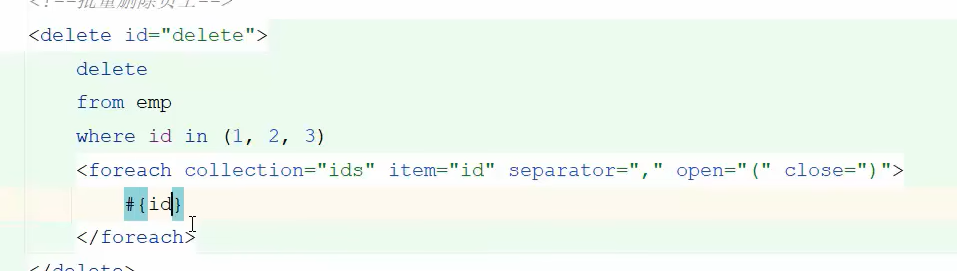 <!--批量删除员工-->
<delete id="delete">
delete
from emp
where id in (1, 2, 3)
<foreach collection="ids" item="id" separator="," open="(" close=")">
#{id}
</foreach>
</delete>